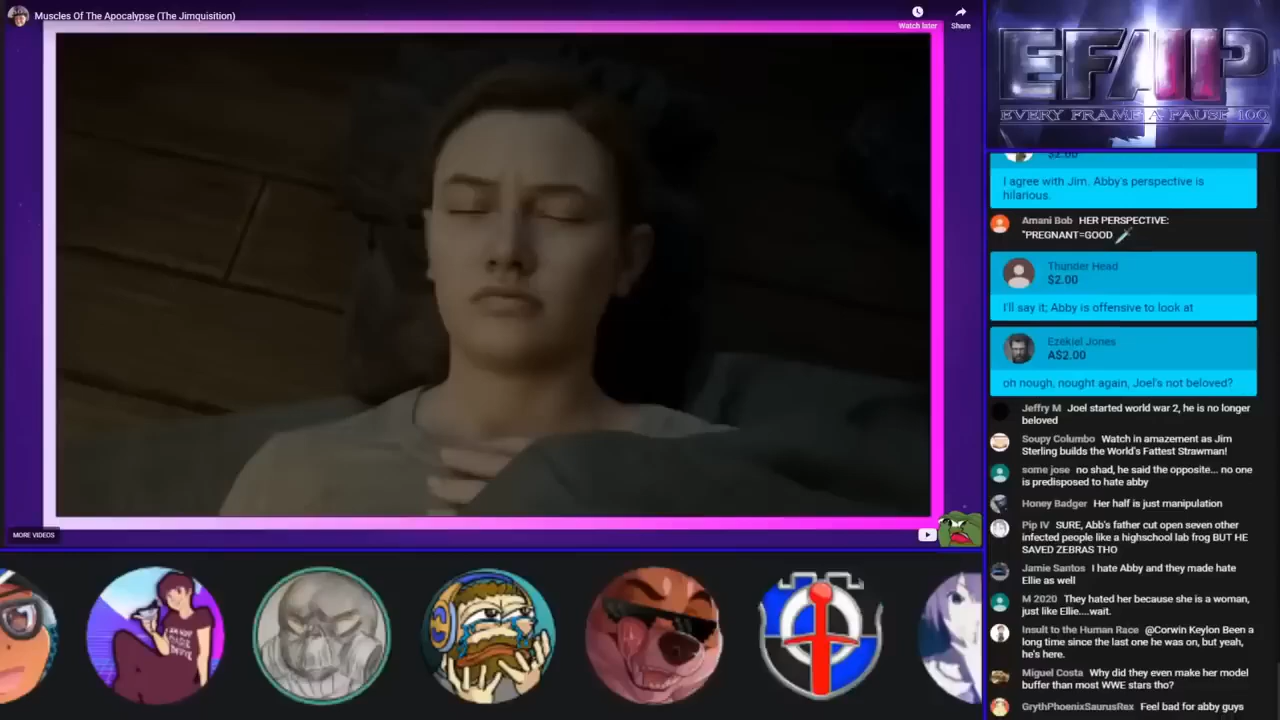 Muscles Of The Apocalypse (The Jimquisition)
Watch later
Share
MORE VIDEOS
EFAP
EVERY FRAME A PAUSE 100
$2.00
I agree with Jim. Abby's perspective is
hilarious.
Amani Bob HER PERSPECTIVE:
"PREGNANT=GOOD
Thunder Head
$2.00
I'll say it; Abby is offensive to look at
Ezekiel Jones
A$2.00
oh nough, nought again, Joel's not beloved?
Jeffry M Joel started world war 2, he is no longer
beloved
Soupy Columbo Watch in amazement as Jim
Sterling builds the World's Fattest Strawman!
some jose no shad, he said the opposite... no one
is predisposed to hate abby
Honey Badger Her half is just manipulation
Pip IV SURE, Abb's father cut open seven other
infected people like a highschool lab frog BUT HE
SAVED ZEBRAS THO
Jamie Santos I hate Abby and they made hate
Ellie as well
M 2020 They hated her because she is a woman,
just like Ellie....wait.
Insult to the Human Race @Corwin Keylon Been a
long time since the last one he was on, but yeah,
he's here.
Miguel Costa Why did they even make her model
buffer than most WWE stars tho?
GrythPhoenixSaurusRex Feel bad for abby guys